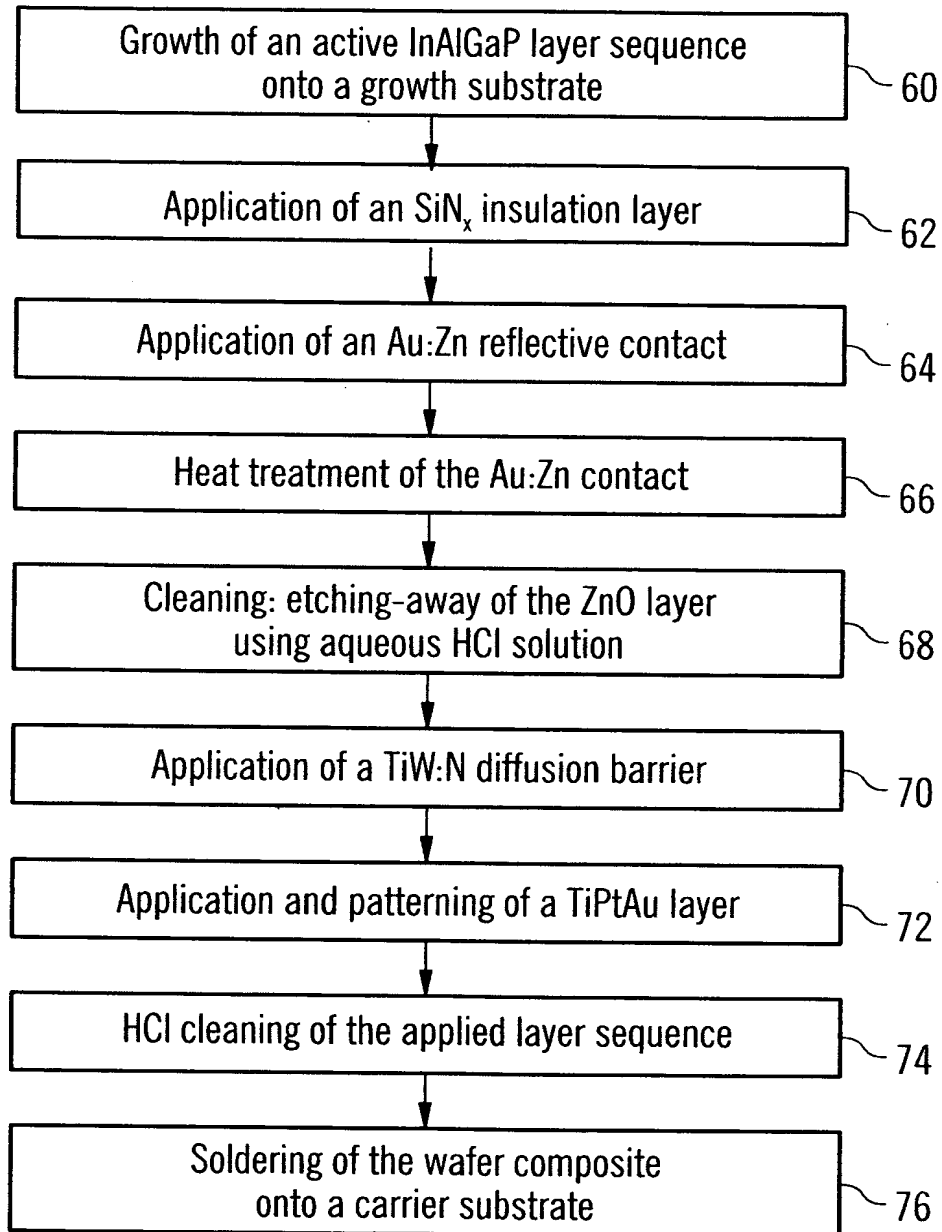 Growth of an active InAlGaP layer sequence
onto a growth substrate
60
Application of an SiNₓ insulation layer
62
Application of an Au:Zn reflective contact
64
Heat treatment of the Au:Zn contact
66
Cleaning: etching-away of the ZnO layer
using aqueous HCl solution
68
Application of a TiW:N diffusion barrier
70
Application and patterning of a TiPtAu layer
72
HCl cleaning of the applied layer sequence
74
Soldering of the wafer composite
onto a carrier substrate
76